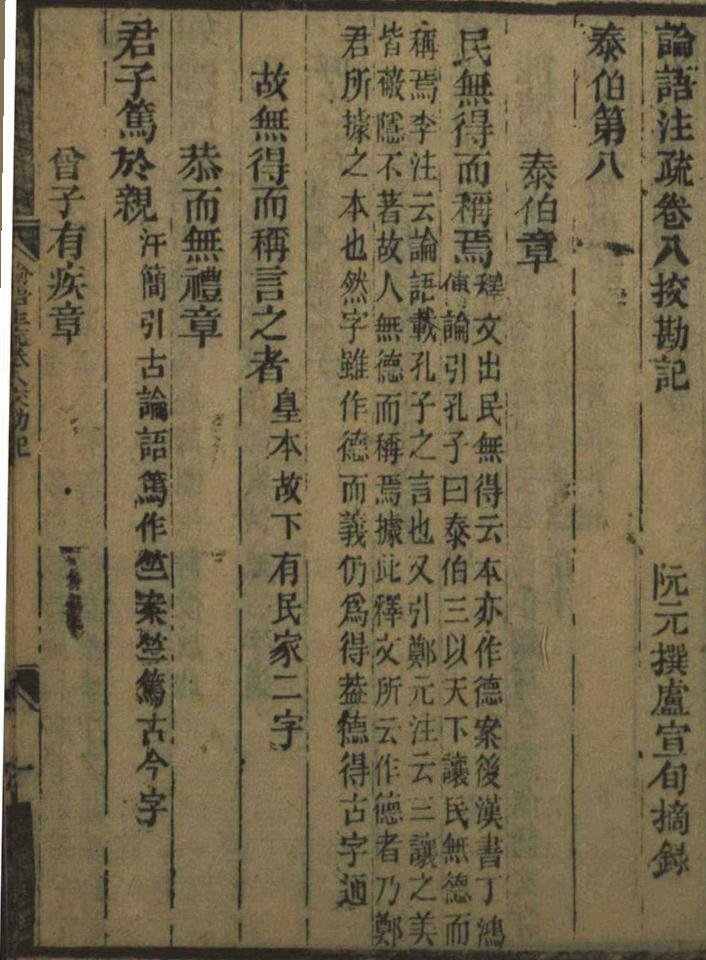 論語注疏卷八挍勘記 阮元撰盧宣旬摘録
泰伯第八
泰伯章
民無得而稱焉 釋文出民無得云本亦作德案後漢書丁鴻
傳論引孔子曰泰伯三以天下讓民無德而
稱焉李注云論語載孔子之言也又引鄭元注云三讓之美
皆蔽隱不著故人無德而稱焉據此釋文所云作德者乃鄭
君所據之本也然字雖作德而義仍爲得葢德得古字通
故無得而稱言之者 皇本故下有民家二字
恭而無禮章
君子篤於親 汗簡引古論語篤作竺案竺篤古今字
曾子有疾章